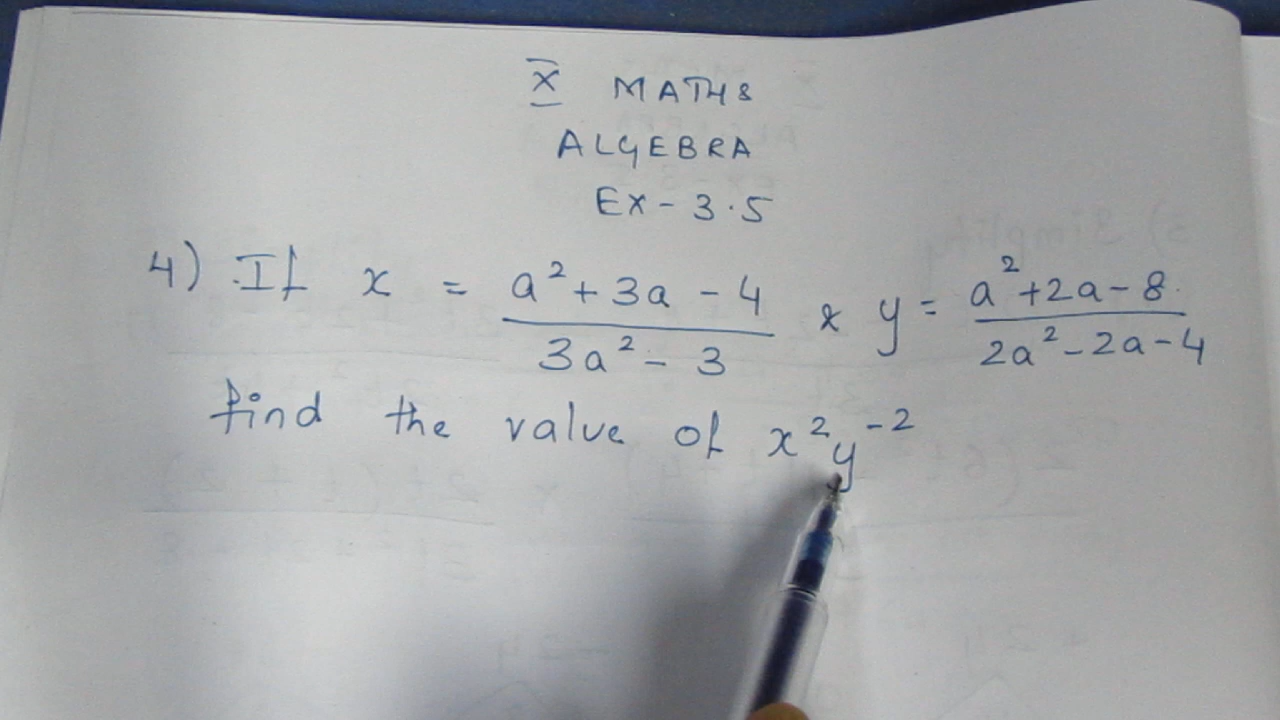 X MATHS
ALGEBRA
EX - 3.5
4) If x = a²+3a-4 / 3a²-3 & y = a²+2a-8 / 2a²-2a-4
find the value of x²y⁻²